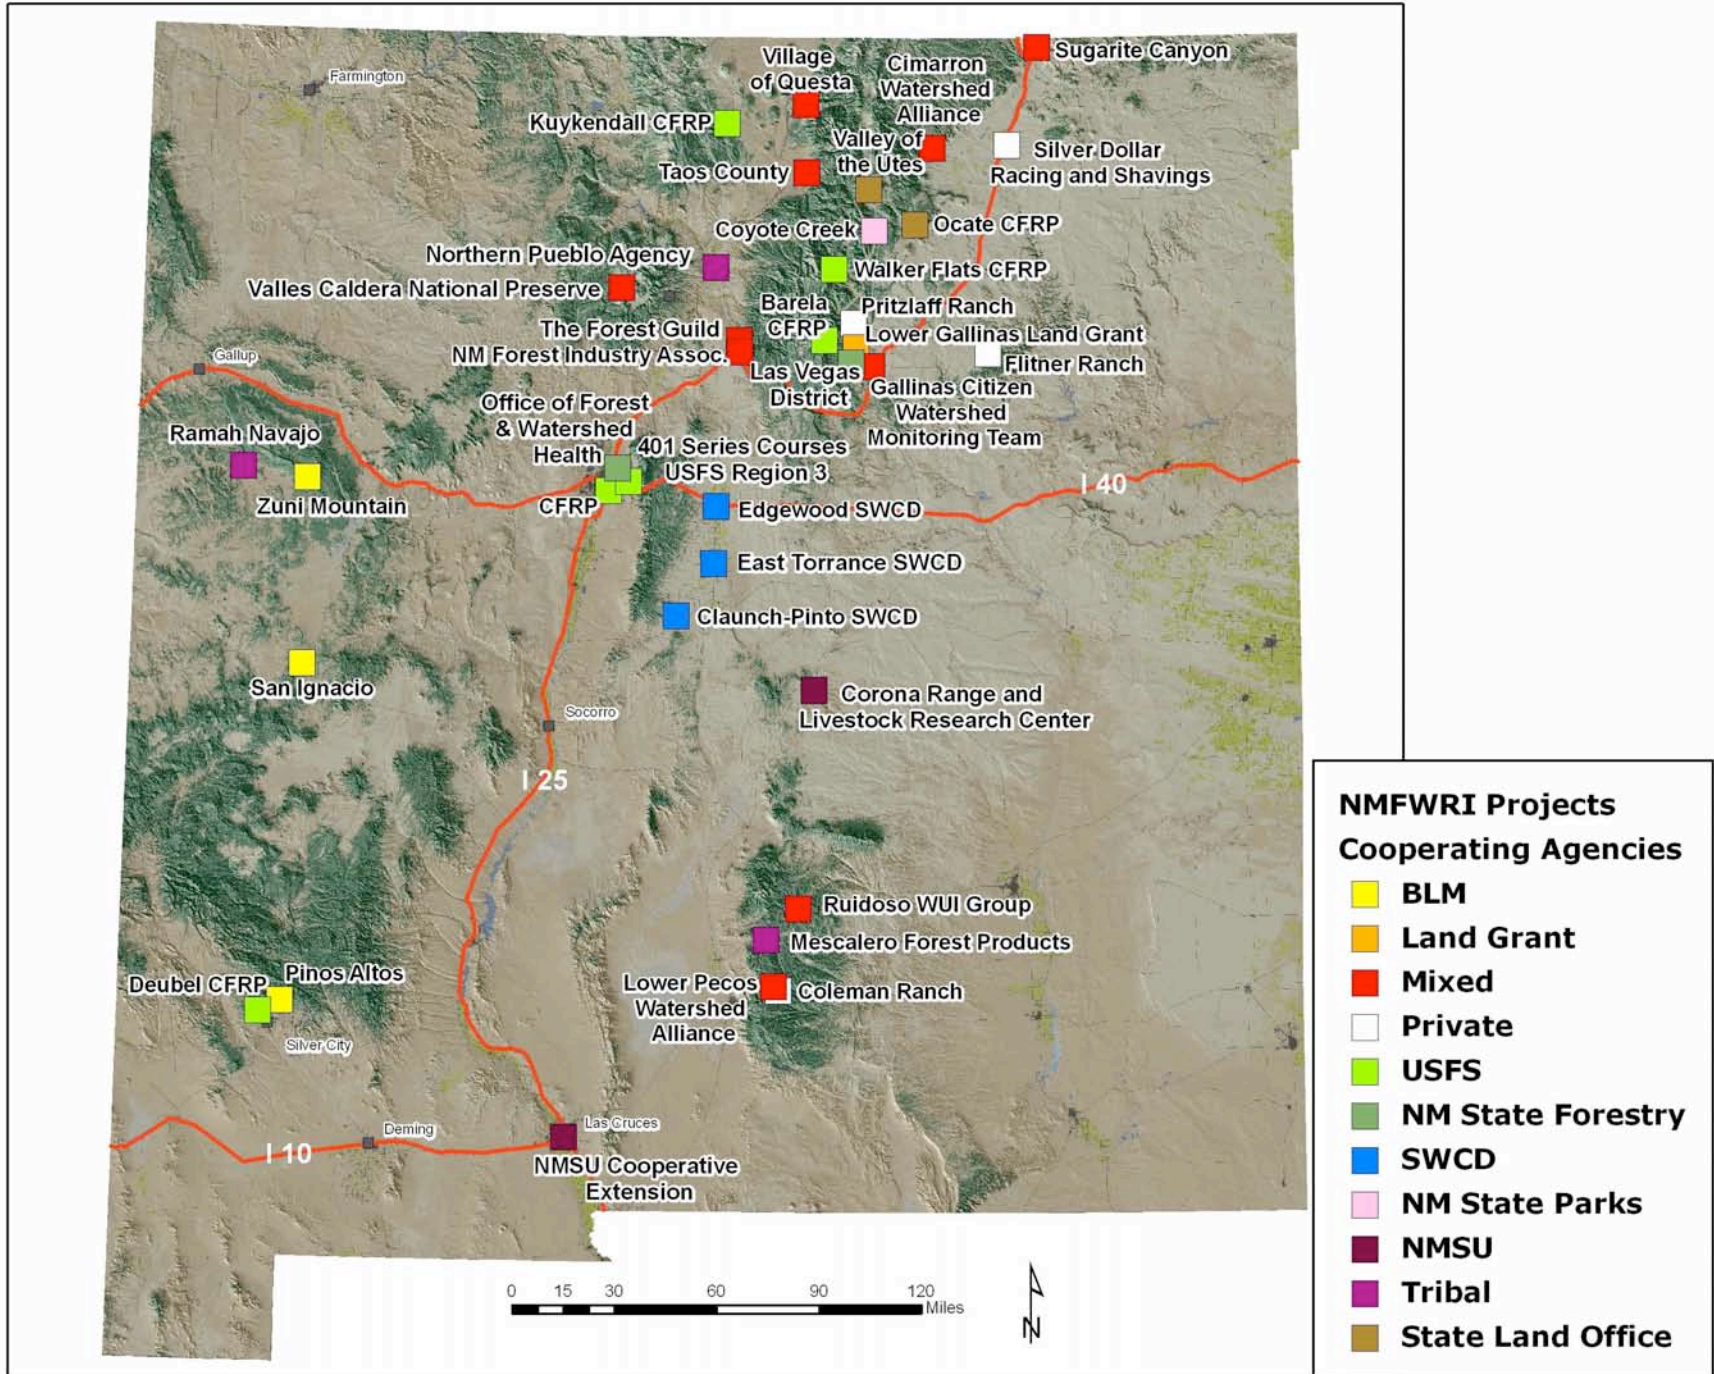 Sugarite Canyon
Village
of Questa
Cimarron
Watershed
Alliance
Farmington
Kuykendall CFRP
Valley of
the Utes
Silver Dollar
Racing and Shavings
Taos County
Coyote Creek
Ocate CFRP
Northern Pueblo Agency
Walker Flats CFRP
Valles Caldera National Preserve
Barela
CFRP
Pritzlaff Ranch
The Forest Guild
Lower Gallinas Land Grant
NM Forest Industry Assoc.
Gallup
Flitner Ranch
Las Vegas
District
Gallinas Citizen
Watershed
Monitoring Team
Office of Forest
& Watershed
Health
Ramah Navajo
401 Series Courses
USFS Region 3
I 40
Zuni Mountain
CFRP
Edgewood SWCD
East Torrance SWCD
Claunch-Pinto SWCD
San Ignacio
Corona Range and
Livestock Research Center
Socorro
I 25
Ruidoso WUI Group
Mescalero Forest Products
Deubel CFRP
Pinos Altos
Lower Pecos
Watershed
Alliance
Coleman Ranch
Silver City
Las Cruces
Deming
I 10
NMSU Cooperative
Extension
0 15 30 60 90 120
Miles
N
NMFWRI Projects
Cooperating Agencies
BLM
Land Grant
Mixed
Private
USFS
NM State Forestry
SWCD
NM State Parks
NMSU
Tribal
State Land Office